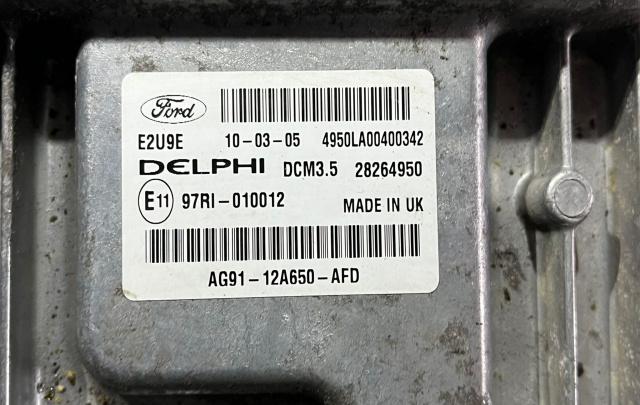 Ford
E2U9E 10-03-05 4950LA00400342
DELPHI DCM3.5 28264950
E11 97RI-010012 MADE IN UK
AG91-12A650-AFD